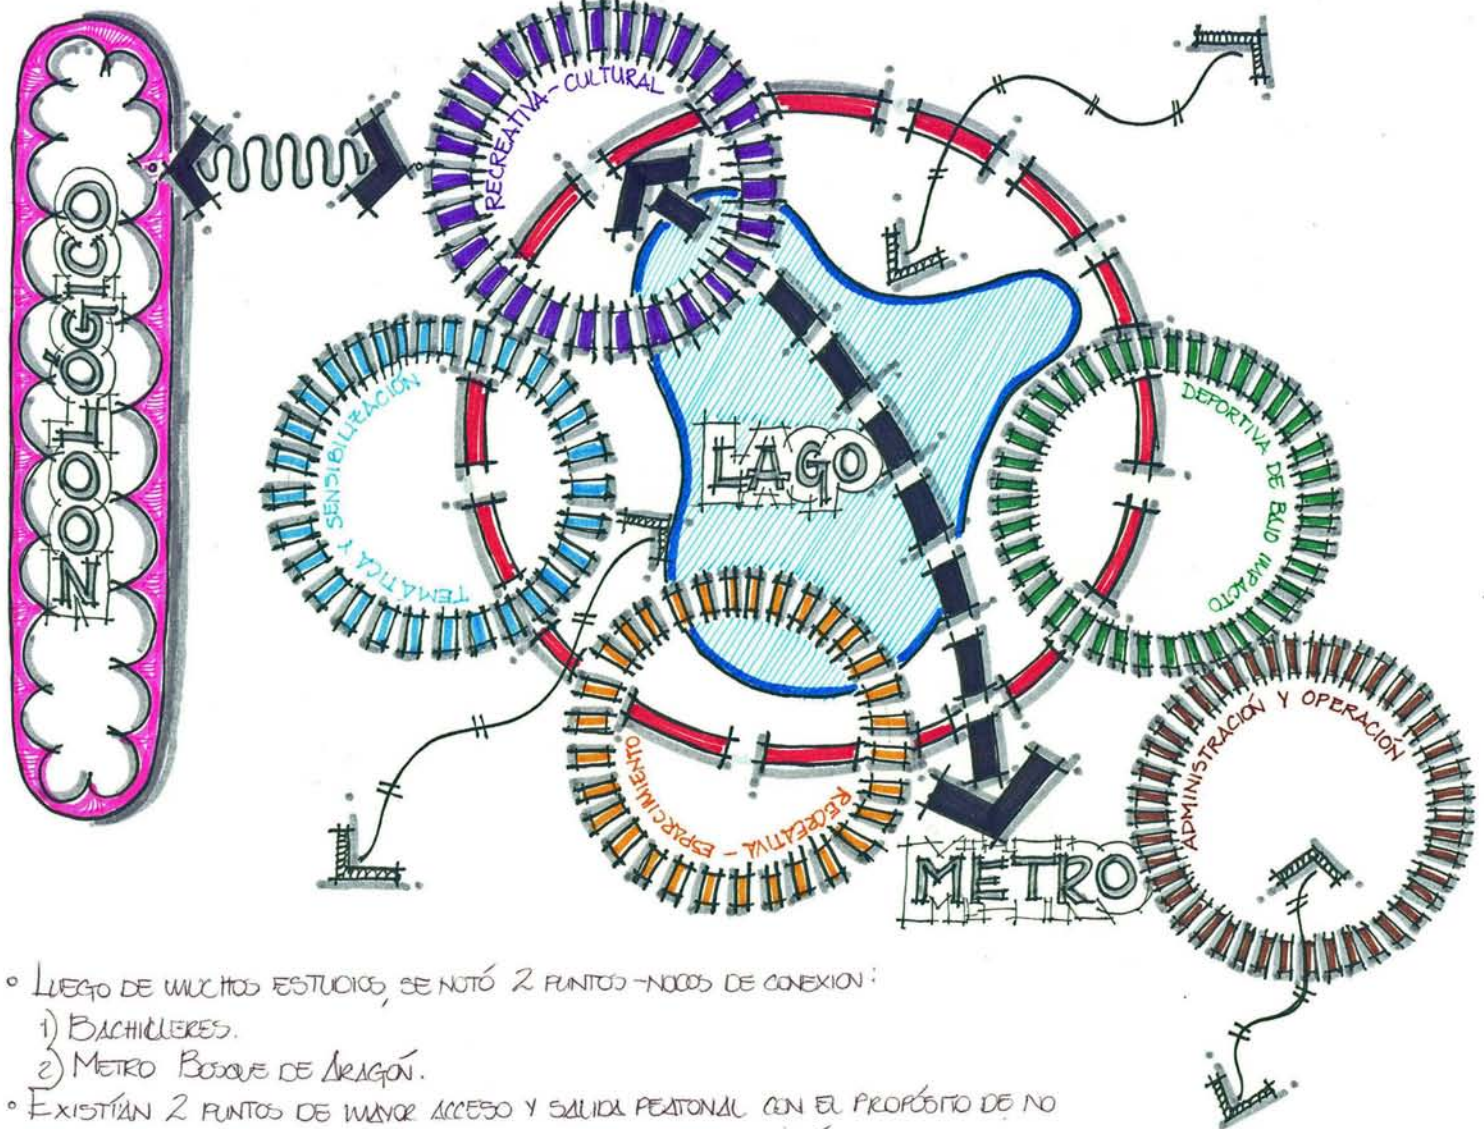 RECREATIVA - CULTURAL
ZOOLÓGICO
TEMÁTICA Y SENSIBILIZACIÓN
LAGO
DEPORTIVA DE BAJO IMPACTO
ADMINISTRACIÓN Y OPERACIÓN
RECREATIVA - ESPARCIMIENTO
METRO
° LUEGO DE MUCHOS ESTUDIOS, SE NOTÓ 2 PUNTOS - NODOS DE CONEXION:
1) BACHILLERES.
2) METRO BOSQUE DE ARAGÓN.
° EXISTÍAN 2 PUNTOS DE MAYOR ACCESO Y SALIDA PEATONAL CON EL PROPÓSITO DE NO